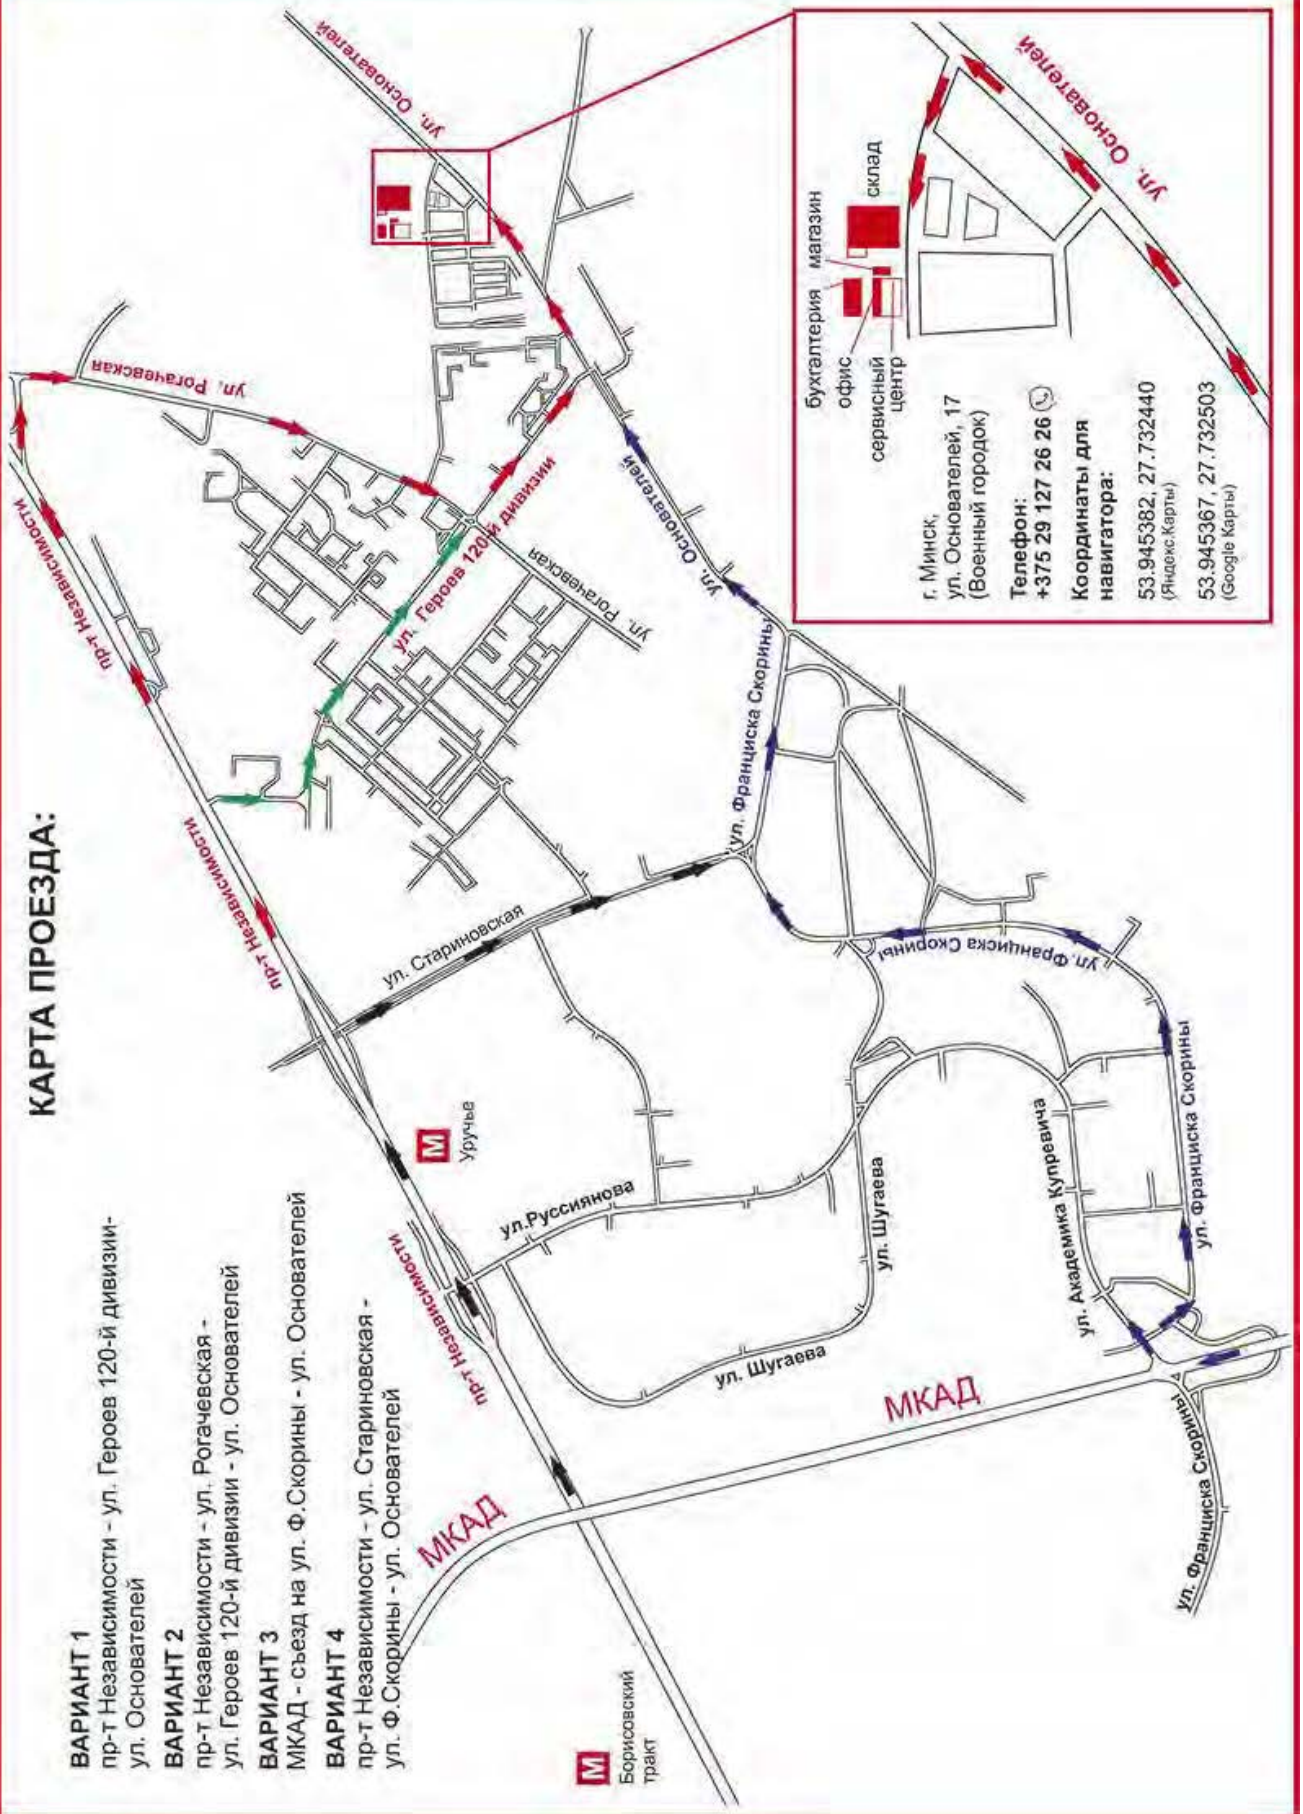 КАРТА ПРОЕЗДА:
ВАРИАНТ 1
пр-т Независимости - ул. Героев 120-й дивизии-
ул. Основателей
ВАРИАНТ 2
пр-т Независимости - ул. Рогачевская -
ул. Героев 120-й дивизии - ул. Основателей
ВАРИАНТ 3
МКАД - съезд на ул. Ф.Скорины - ул. Основателей
ВАРИАНТ 4
пр-т Независимости - ул. Стариновская -
ул. Ф.Скорины - ул. Основателей
М
Борисовский
тракт
МКАД
МКАД
пр-т Независимости
М
Уручье
ул.Руссиянова
ул. Шугаева
ул. Шугаева
ул. Академика Купревича
ул. Франциска Скорины
ул. Франциска Скорины
ул.Франциска Скорины
ул. Франциска Скорины
ул. Стариновская
пр-т Независимости
пр-т Независимости
ул. Рогачевская
ул. Героев 120-й дивизии
ул. Рогачевская
ул. Основателей
ул. Основателей
бухгалтерия
магазин
офис
склад
сервисный
центр
ул. Основателей
г. Минск,
ул. Основателей, 17
(Военный городок)
Телефон:
+375 29 127 26 26
Координаты для
навигатора:
53.945382, 27.732440
(Яндекс.Карты)
53.945367, 27.732503
(Google Карты)